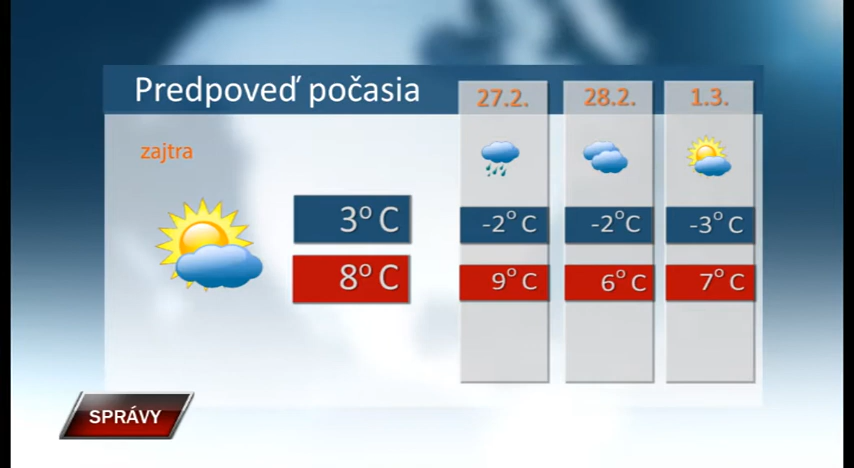 Predpoveď počasia
zajtra
3° C
8° C
27.2. 28.2. 1.3.
-2° C -2°C -3° C
9° C 6° C 7° C
SPRÁVY